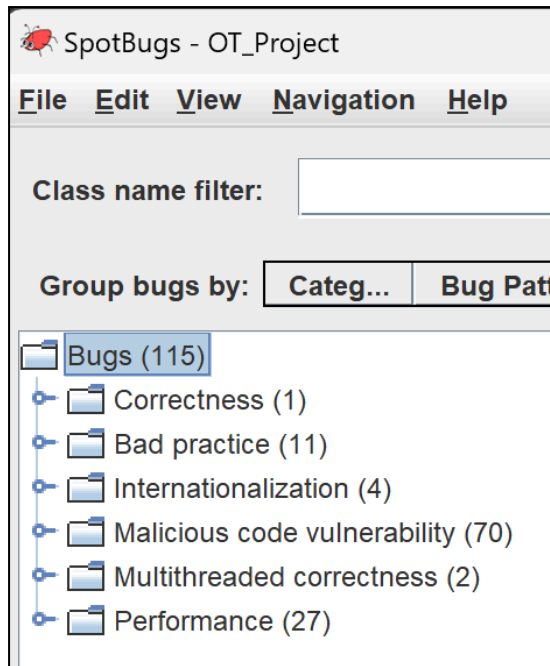 SpotBugs - OT_Project
File Edit View Navigation Help
Class name filter:
Group bugs by: Categ... Bug Patt
Bugs (115)
Correctness (1)
Bad practice (11)
Internationalization (4)
Malicious code vulnerability (70)
Multithreaded correctness (2)
Performance (27)